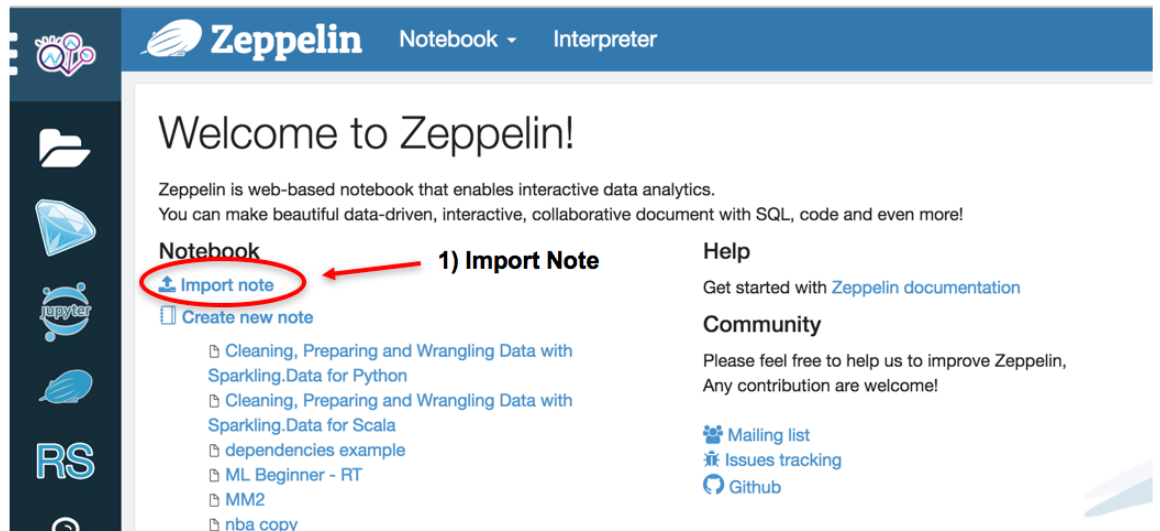 Zeppelin Notebook Interpreter
Welcome to Zeppelin!
Zeppelin is web-based notebook that enables interactive data analytics.
You can make beautiful data-driven, interactive, collaborative document with SQL, code and even more!
Notebook
1) Import Note
Import note
Create new note
Cleaning, Preparing and Wrangling Data with
Sparkling.Data for Python
Cleaning, Preparing and Wrangling Data with
Sparkling.Data for Scala
dependencies example
ML Beginner - RT
MM2
nba copy
Help
Get started with Zeppelin documentation
Community
Please feel free to help us to improve Zeppelin,
Any contribution are welcome!
Mailing list
Issues tracking
Github
jupyter
RS